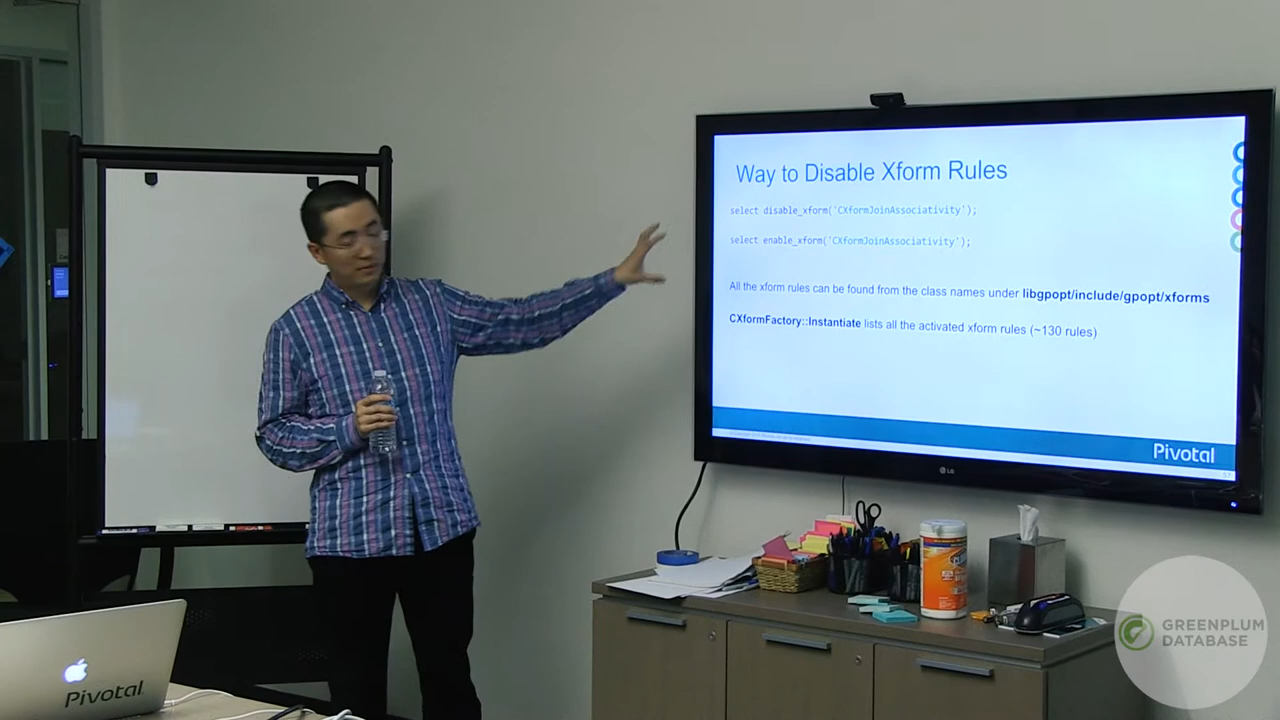 Way to Disable Xform Rules
select disable_xform('CXformJoinAssociativity');
select enable_xform('CXformJoinAssociativity');
All the xform rules can be found from the class names under libgpopt/include/gpopt/xforms
CXformFactory::Instantiate lists all the activated xform rules (~130 rules)
Pivotal
LG
Pivotal
GREENPLUM
DATABASE